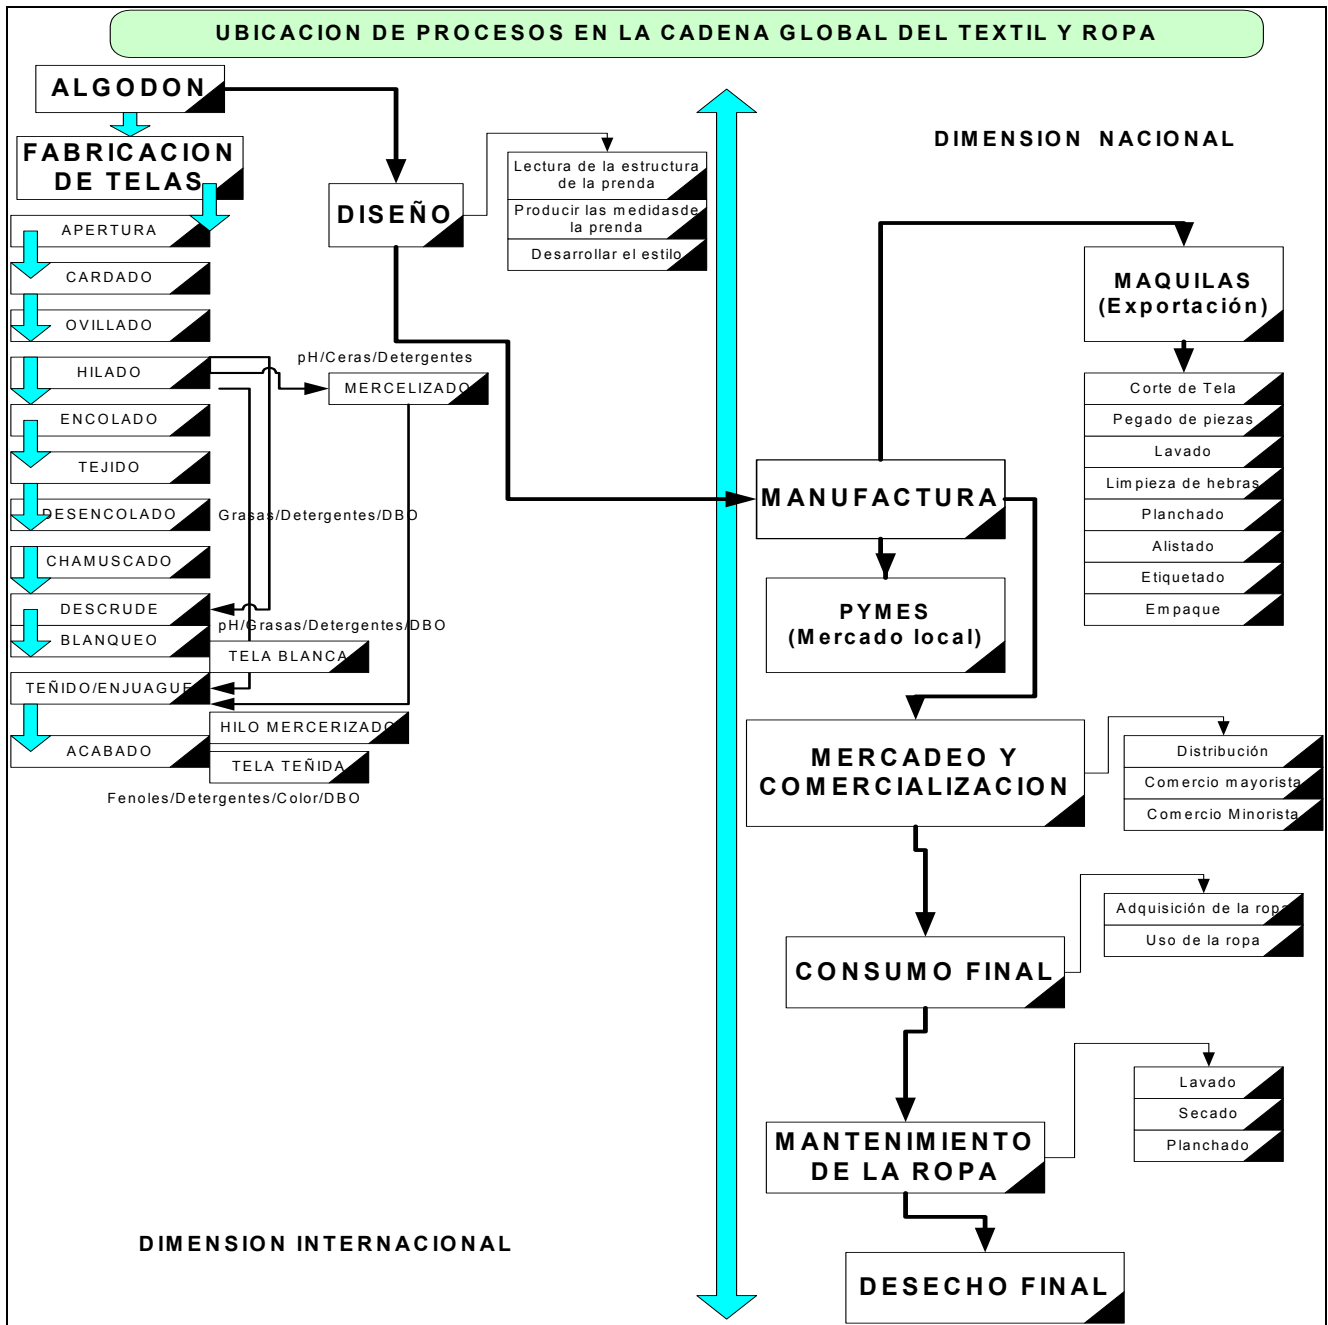 UBICACION DE PROCESOS EN LA CADENA GLOBAL DEL TEXTIL Y ROPA
ALGODON
FABRICACION
DE TELAS
APERTURA
CARDADO
OVILLADO
HILADO
ENCOLADO
TEJIDO
DESENCOLADO
Grasas/Detergentes/DBO
CHAMUSCADO
DESCRUDE
pH/Grasas/Detergentes/DBO
BLANQUEO
TELA BLANCA
TEÑIDO/ENJUAGUE
HILO MERCERIZADO
ACABADO
TELA TEÑIDA
Fenoles/Detergentes/Color/DBO
pH/Ceras/Detergentes
MERCELIZADO
DISEÑO
Lectura de la estructura
de la prenda
Producir las medidasde
la prenda
Desarrollar el estilo
DIMENSION INTERNACIONAL
DIMENSION NACIONAL
MAQUILAS
(Exportación)
Corte de Tela
Pegado de piezas
Lavado
Limpieza de hebras
Planchado
Alistado
Etiquetado
Empaque
MANUFACTURA
PYMES
(Mercado local)
MERCADEO Y
COMERCIALIZACION
Distribución
Comercio mayorista
Comercio Minorista
CONSUMO FINAL
Adquisición de la ropa
Uso de la ropa
MANTENIMIENTO
DE LA ROPA
Lavado
Secado
Planchado
DESECHO FINAL